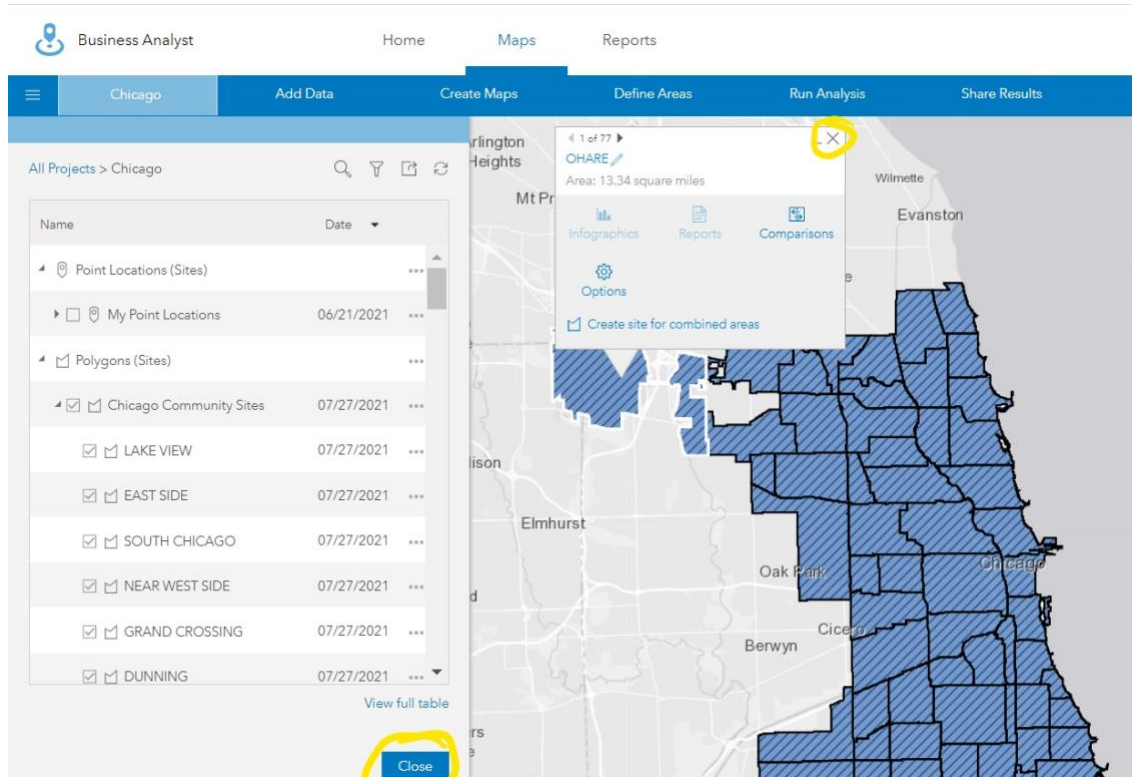 Business Analyst
Home
Maps
Reports
Chicago
Add Data
Create Maps
Define Areas
Run Analysis
Share Results
All Projects > Chicago
Name
Date
Point Locations (Sites)
My Point Locations 06/21/2021
Polygons (Sites)
Chicago Community Sites 07/27/2021
LAKE VIEW 07/27/2021
EAST SIDE 07/27/2021
SOUTH CHICAGO 07/27/2021
NEAR WEST SIDE 07/27/2021
GRAND CROSSING 07/27/2021
DUNNING 07/27/2021
View full table
Close
1 of 77
OHARE
Area: 13.34 square miles
Infographics
Reports
Comparisons
Options
Create site for combined areas
rlington
Heights
Mt Pr
Wilmette
Evanston
lison
Elmhurst
Oak Park
Chicago
Cicero
Berwyn
rs